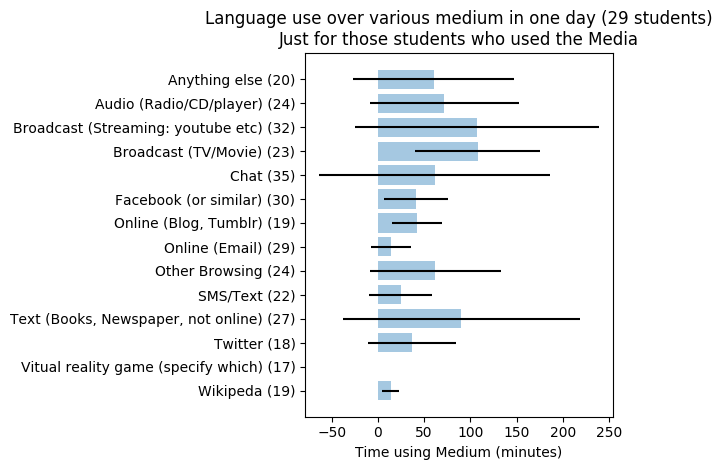 Language use over various medium in one day (29 students)
Just for those students who used the Media
Anything else (20)
Audio (Radio/CD/player) (24)
Broadcast (Streaming: youtube etc) (32)
Broadcast (TV/Movie) (23)
Chat (35)
Facebook (or similar) (30)
Online (Blog, Tumblr) (19)
Online (Email) (29)
Other Browsing (24)
SMS/Text (22)
Text (Books, Newspaper, not online) (27)
Twitter (18)
Vitual reality game (specify which) (17)
Wikipeda (19)
−50 0 50 100 150 200 250
Time using Medium (minutes)